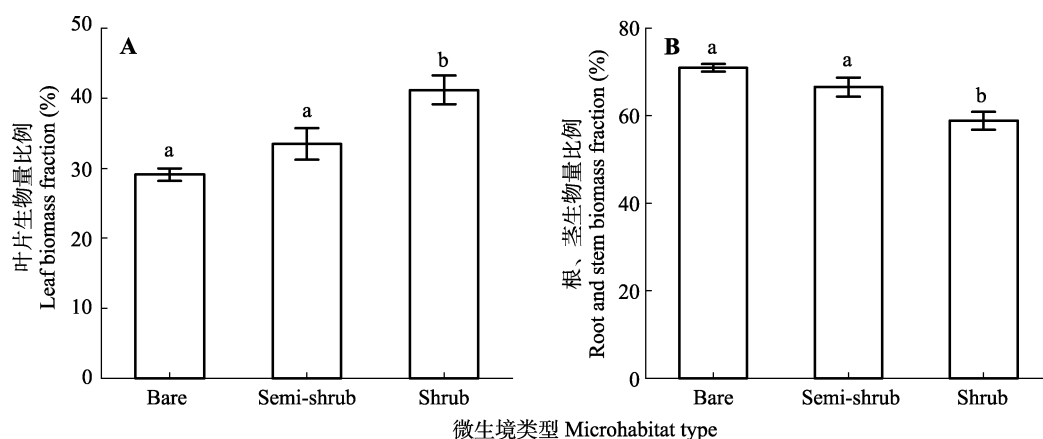 A
叶片生物量比例
Leaf biomass fraction (%)
50
40
30
20
10
0
a
a
b
Bare
Semi-shrub
Shrub
B
根、茎生物量比例
Root and stem biomass fraction (%)
80
60
40
20
0
a
a
b
Bare
Semi-shrub
Shrub
微生境类型 Microhabitat type